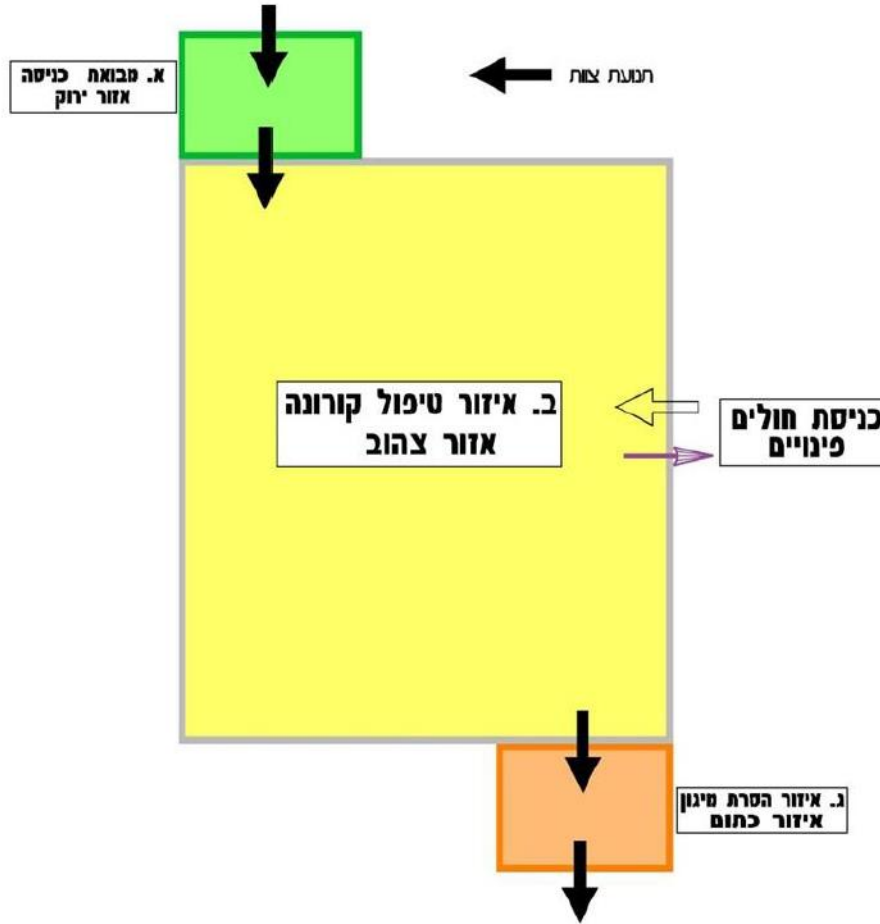 א. מבואת כניסה
אזור ירוק
תנועת צוות
ב. איזור טיפול קורונה
אזור צהוב
כניסת חולים
פינויים
ג. איזור הסרת מיגון
איזור כתום